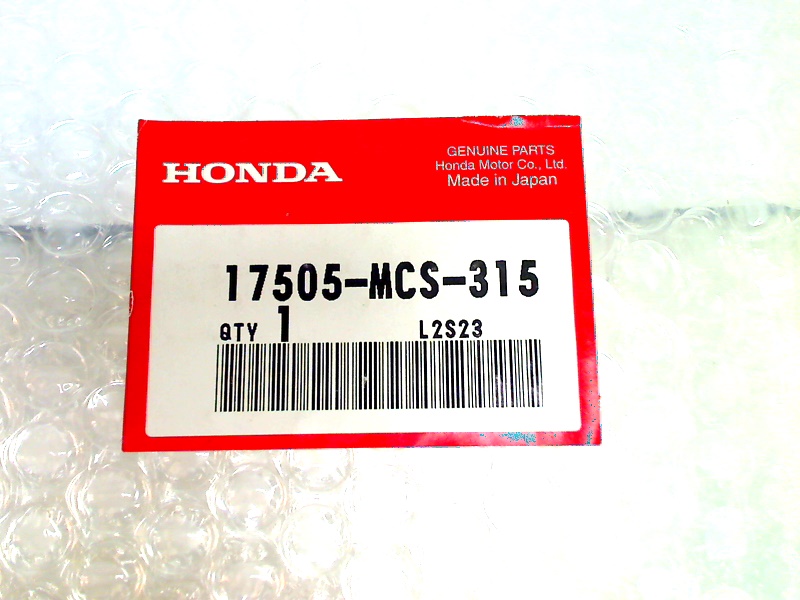 HONDA
GENUINE PARTS
Honda Motor Co., Ltd.
Made in Japan
17505-MCS-315
QTY 1 L2S23